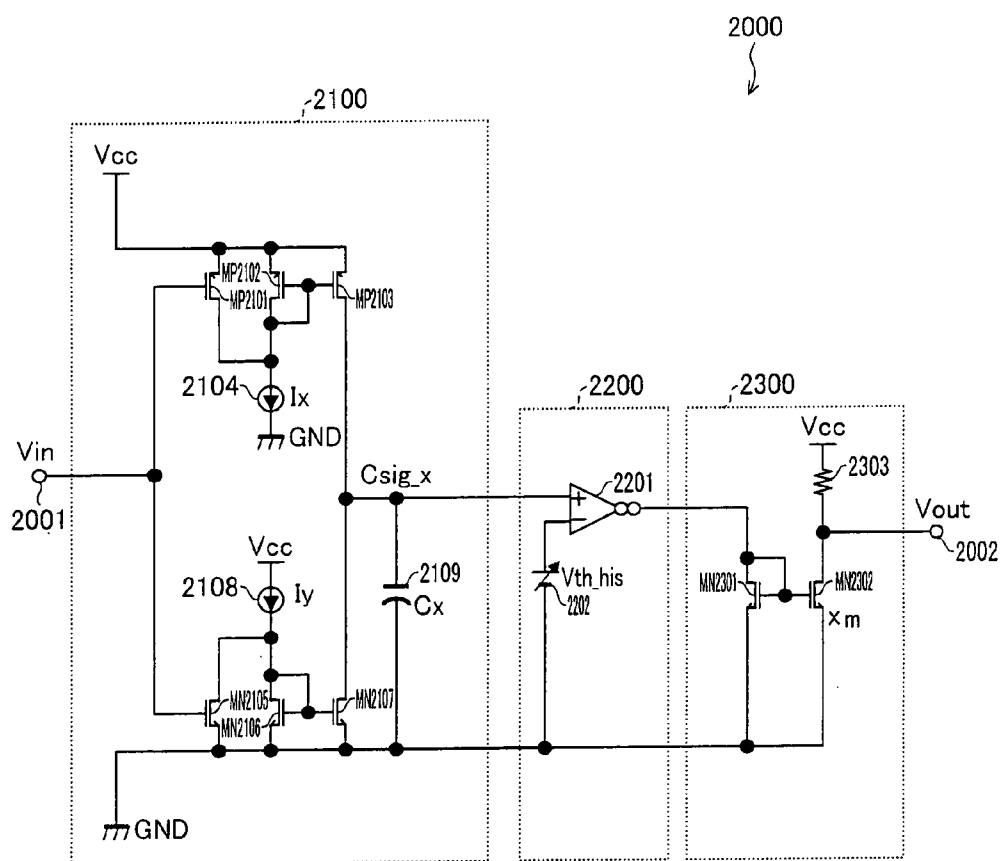 2000
2100
Vcc
MP2102
MP2101
MP2103
2104
Ix
GND
2200
2300
Vcc
2303
Vin
2001
Csig_x
2201
+
−
Vout
2002
Vcc
2108
Iy
2109
Cx
Vth_his
2202
MN2301
MN2302
xm
MN2105
MN2106
MN2107
GND